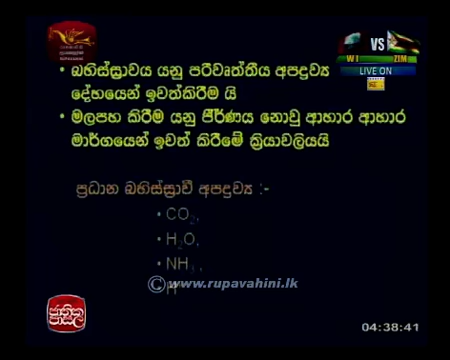 VS
W I ZIM
LIVE ON
• බහිස්ස්‍රාවය යනු පරිවෘත්තීය අපද්‍රව්‍ය
දේහයෙන් ඉවත්කිරීම යි
• මලපහ කිරීම යනු ජීර්ණය නොවු ආහාර ආහාර
මාර්ගයෙන් ඉවත් කිරීමේ ක්‍රියාවලියයි
ප්‍රධාන බහිස්ස්‍රාවී අපද්‍රව්‍ය :-
• CO₂,
• H₂O,
• NH₃,
© www.rupavahini.lk
ජාතික
පාසල
04:38:41